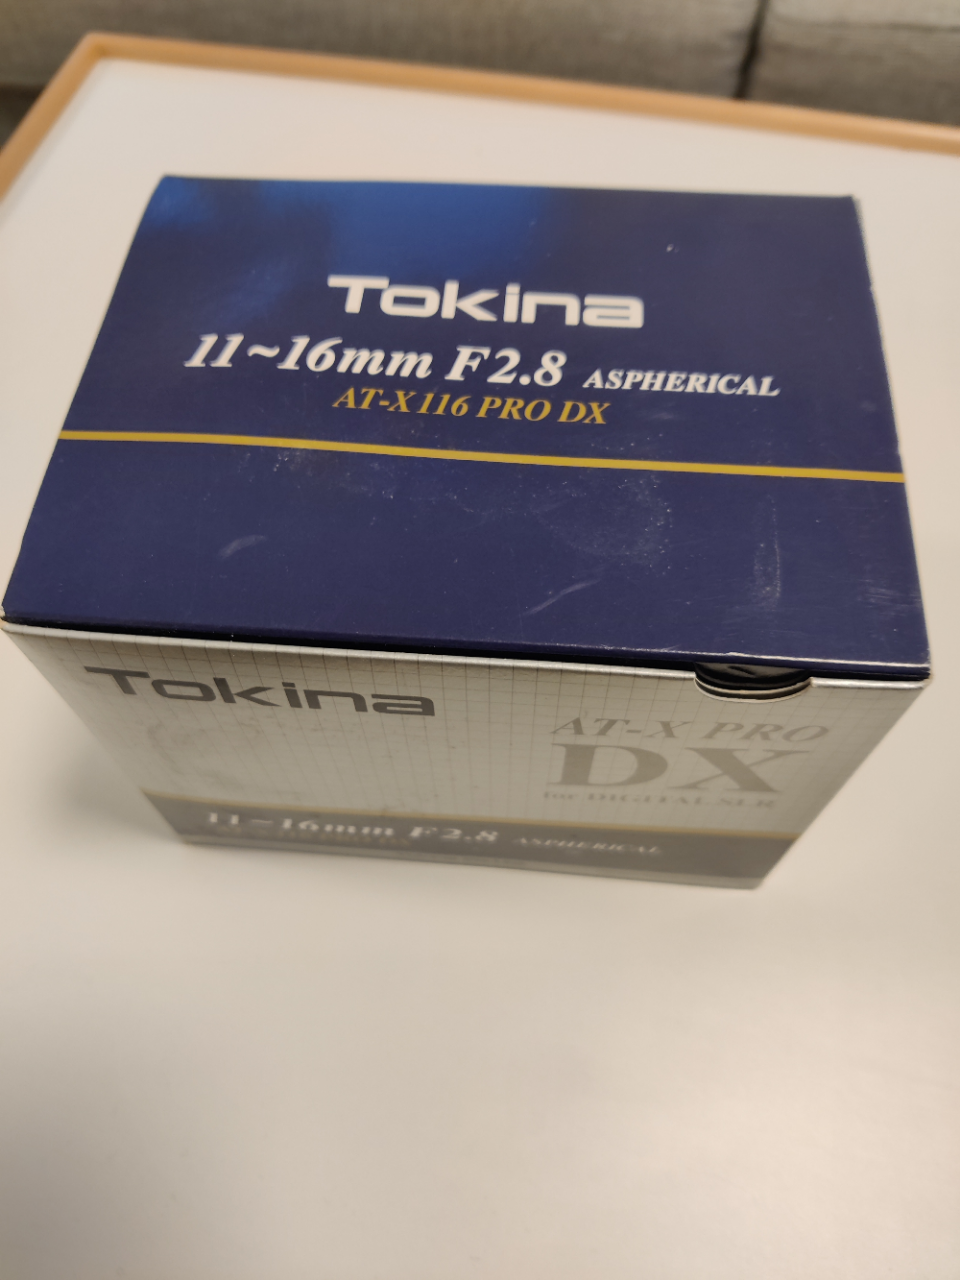 Tokina
11~16mm F2.8 ASPHERICAL
AT-X 116 PRO DX
Tokina
AT-X PRO
DX
for DIGITAL SLR
11~16mm F2.8 ASPHERICAL